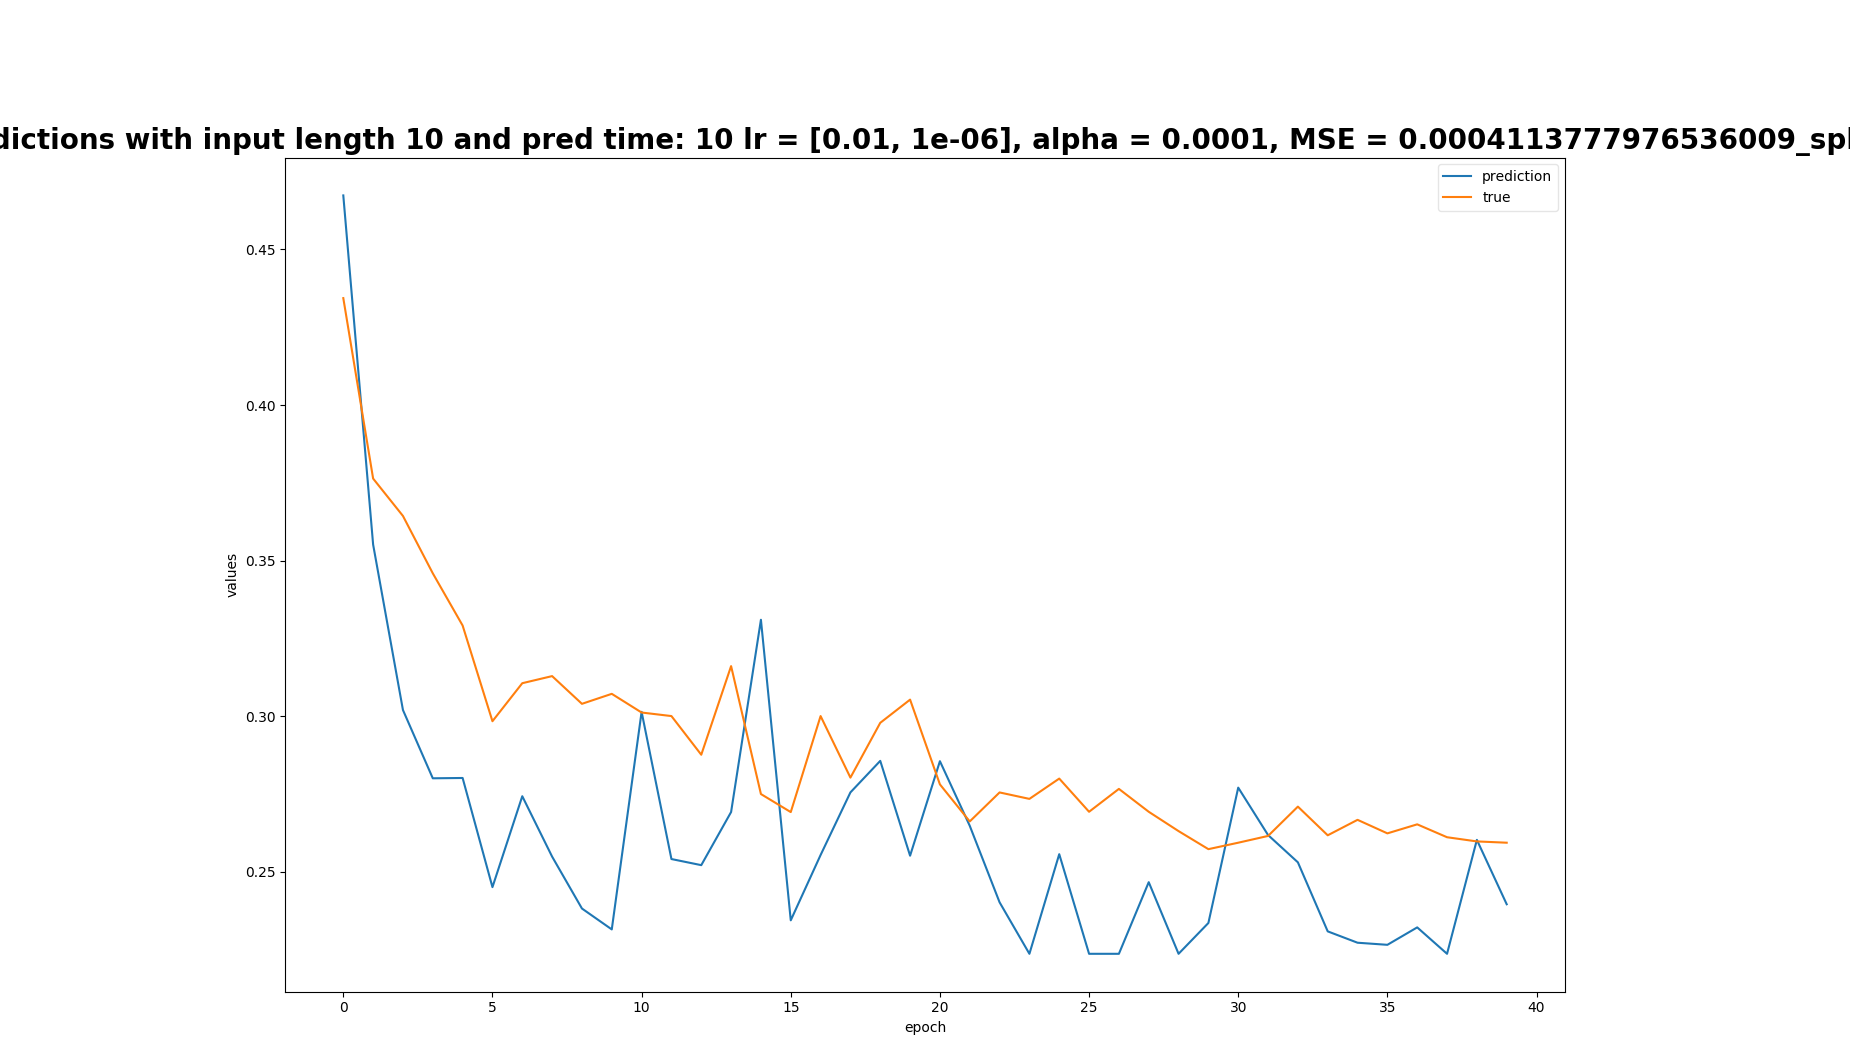 dictions with input length 10 and pred time: 10 lr = [0.01, 1e-06], alpha = 0.0001, MSE = 0.0004113777976536009_spl
prediction
true
0.45
0.40
0.35
0.30
0.25
values
0 5 10 15 20 25 30 35 40
epoch